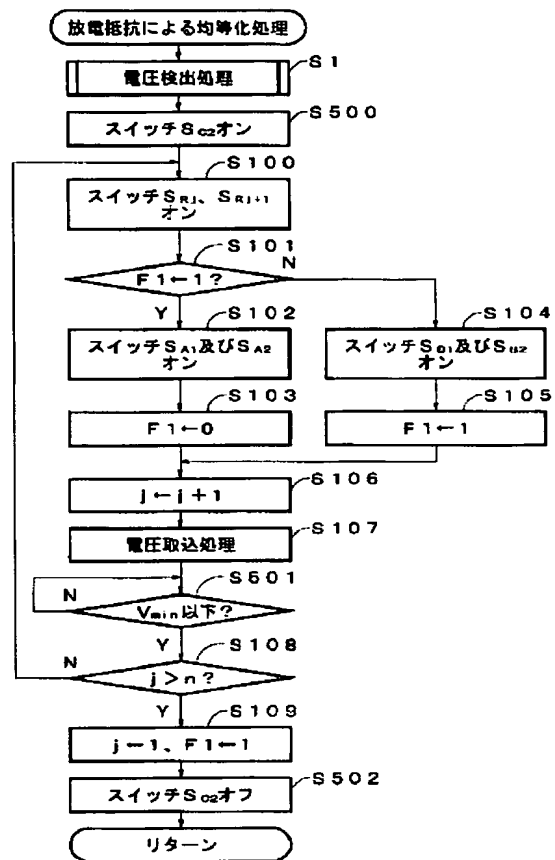 放電抵抗による均等化処理
S1
電圧検出処理
S500
スイッチSC2オン
S100
スイッチSRj、SRj+1
オン
S101
F1←1?
N
Y
S102
スイッチSA1及びSA2
オン
S104
スイッチSB1及びSB2
オン
S103
F1←0
S105
F1←1
S106
j←j+1
S107
電圧取込処理
S501
N
Vmin以下?
Y
S108
N
j>n?
Y
S109
j←1、F1←1
S502
スイッチSC2オフ
リターン